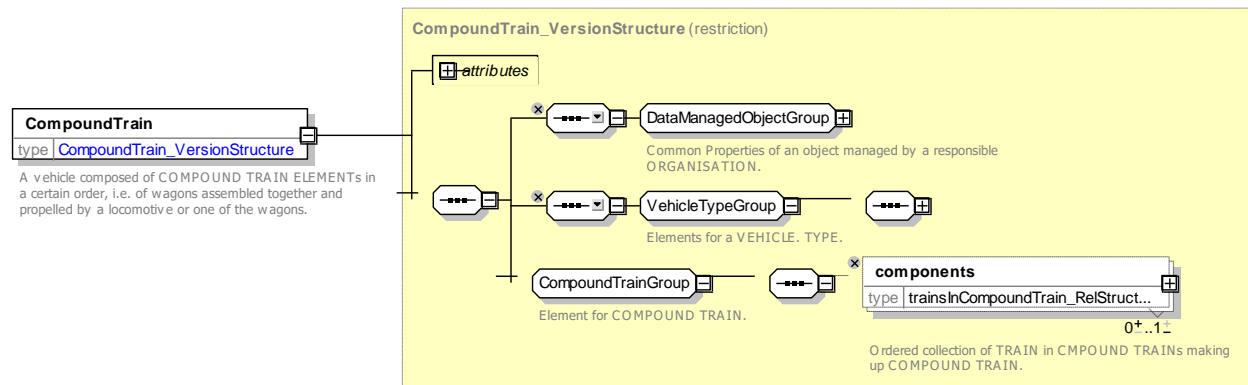 CompoundTrain_VersionStructure (restriction)
attributes
CompoundTrain
type CompoundTrain_VersionStructure
A vehicle composed of COMPOUND TRAIN ELEMENTs in
a certain order, i.e. of wagons assembled together and
propelled by a locomotive or one of the wagons.
DataManagedObjectGroup
Common Properties of an object managed by a responsible
ORGANISATION.
VehicleTypeGroup
Elements for a VEHICLE. TYPE.
CompoundTrainGroup
Element for COMPOUND TRAIN.
components
type trainsInCompoundTrain_RelStruct...
0±..1±
Ordered collection of TRAIN in CMPOUND TRAINs making
up COMPOUND TRAIN.